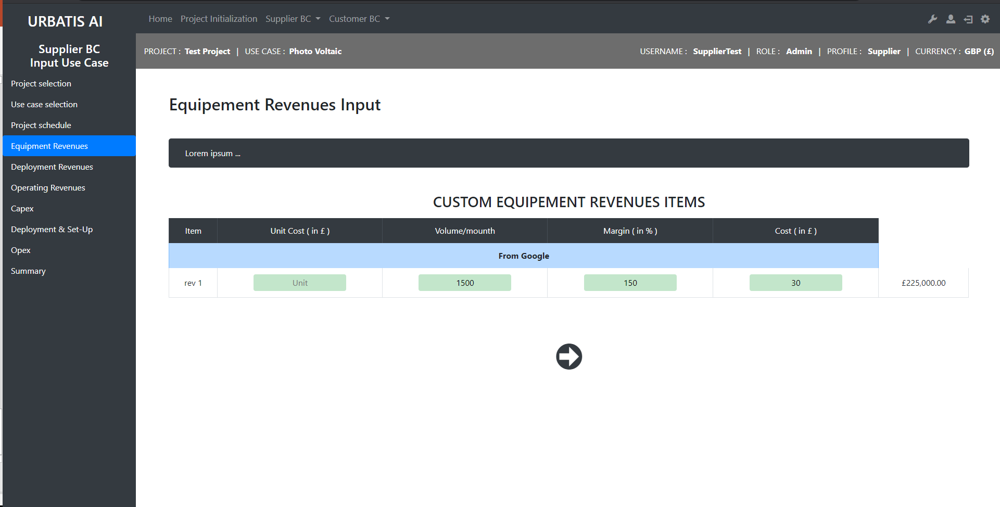 URBATIS AI
Home Project Initialization Supplier BC Customer BC
Supplier BC
Input Use Case
PROJECT : Test Project | USE CASE : Photo Voltaic
USERNAME : SupplierTest | ROLE : Admin | PROFILE : Supplier | CURRENCY : GBP (£)
Project selection
Use case selection
Project schedule
Equipment Revenues
Deployment Revenues
Operating Revenues
Capex
Deployment & Set-Up
Opex
Summary
Equipement Revenues Input
Lorem ipsum ...
CUSTOM EQUIPEMENT REVENUES ITEMS
Item Unit Cost ( in £ ) Volume/mounth Margin ( in % ) Cost ( in £ )
From Google
rev 1 Unit 1500 150 30 £225,000.00